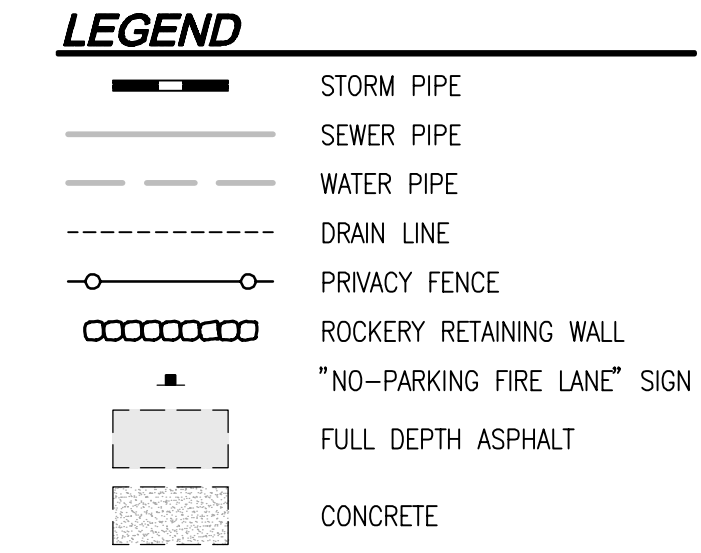 LEGEND
STORM PIPE
SEWER PIPE
WATER PIPE
DRAIN LINE
PRIVACY FENCE
ROCKERY RETAINING WALL
"NO-PARKING FIRE LANE" SIGN
FULL DEPTH ASPHALT
CONCRETE